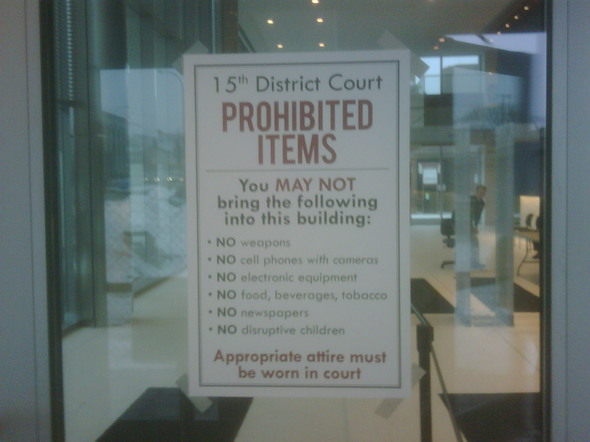 15th District Court
PROHIBITED
ITEMS
You MAY NOT
bring the following
into this building:
• NO weapons
• NO cell phones with cameras
• NO electronic equipment
• NO food, beverages, tobacco
• NO newspapers
• NO disruptive children
Appropriate attire must
be worn in court